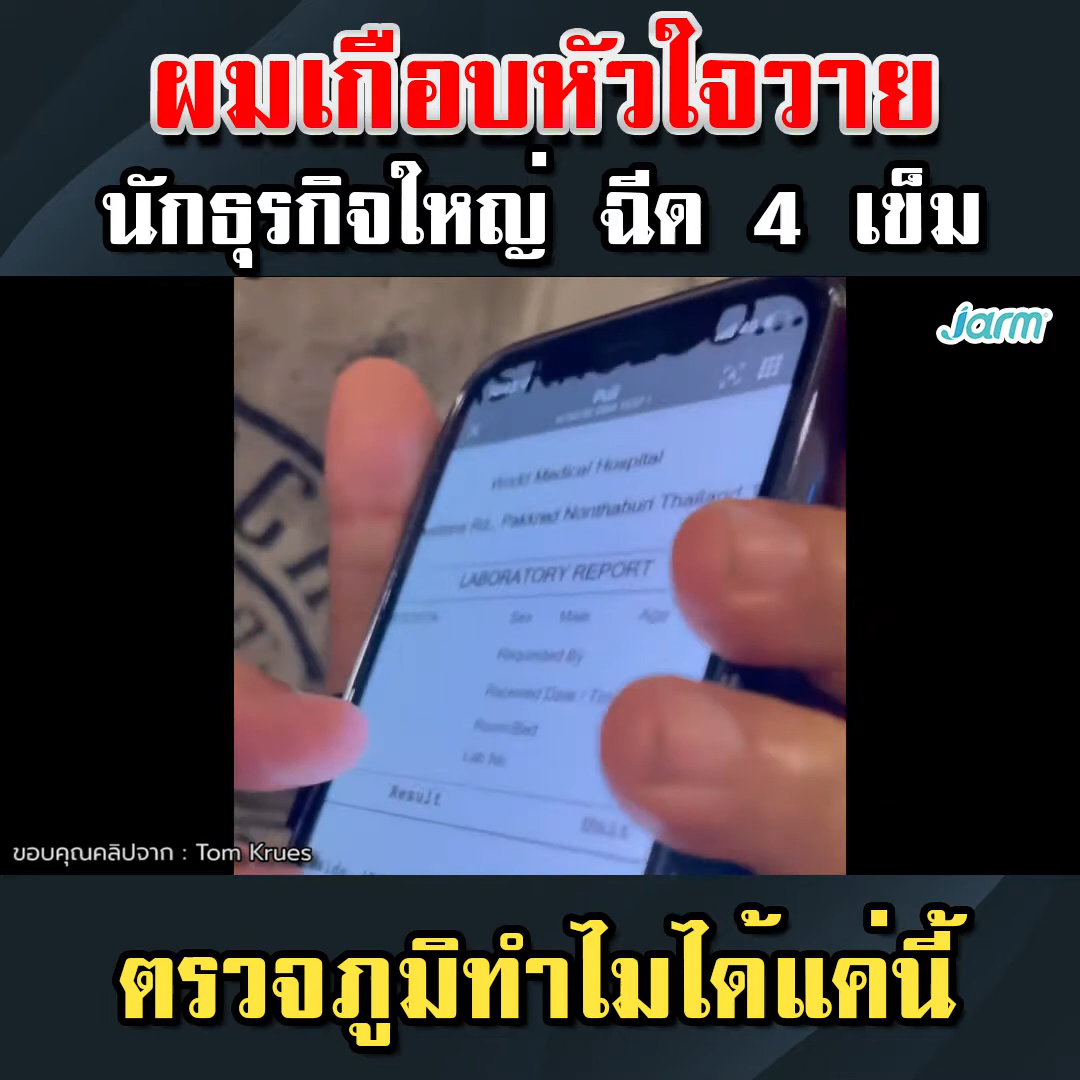 ผมเกือบหัวใจวาย
นักธุรกิจใหญ่ ฉีด 4 เข็ม
Jarm
World Medical Hospital
Rd., Pakkred Nonthaburi Thailand
LABORATORY REPORT
Sex Male Age
Requested By
Received Date / Tim
Room/Bed
Lab No
Result Unit
ขอบคุณคลิปจาก : Tom Krues
ตรวจภูมิทำไมได้แค่นี้